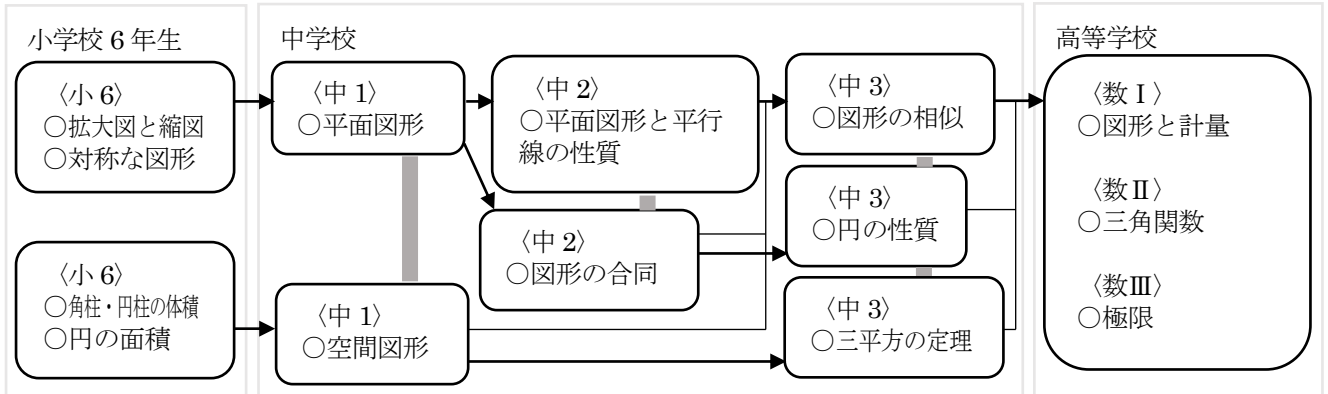 小学校 6 年生
〈小 6〉
○拡大図と縮図
○対称な図形
〈小 6〉
○角柱・円柱の体積
○円の面積
中学校
〈中 1〉
○平面図形
〈中 2〉
○平面図形と平行
線の性質
〈中 2〉
○図形の合同
〈中 1〉
○空間図形
〈中 3〉
○図形の相似
〈中 3〉
○円の性質
〈中 3〉
○三平方の定理
高等学校
〈数Ⅰ〉
○図形と計量
〈数Ⅱ〉
○三角関数
〈数Ⅲ〉
○極限